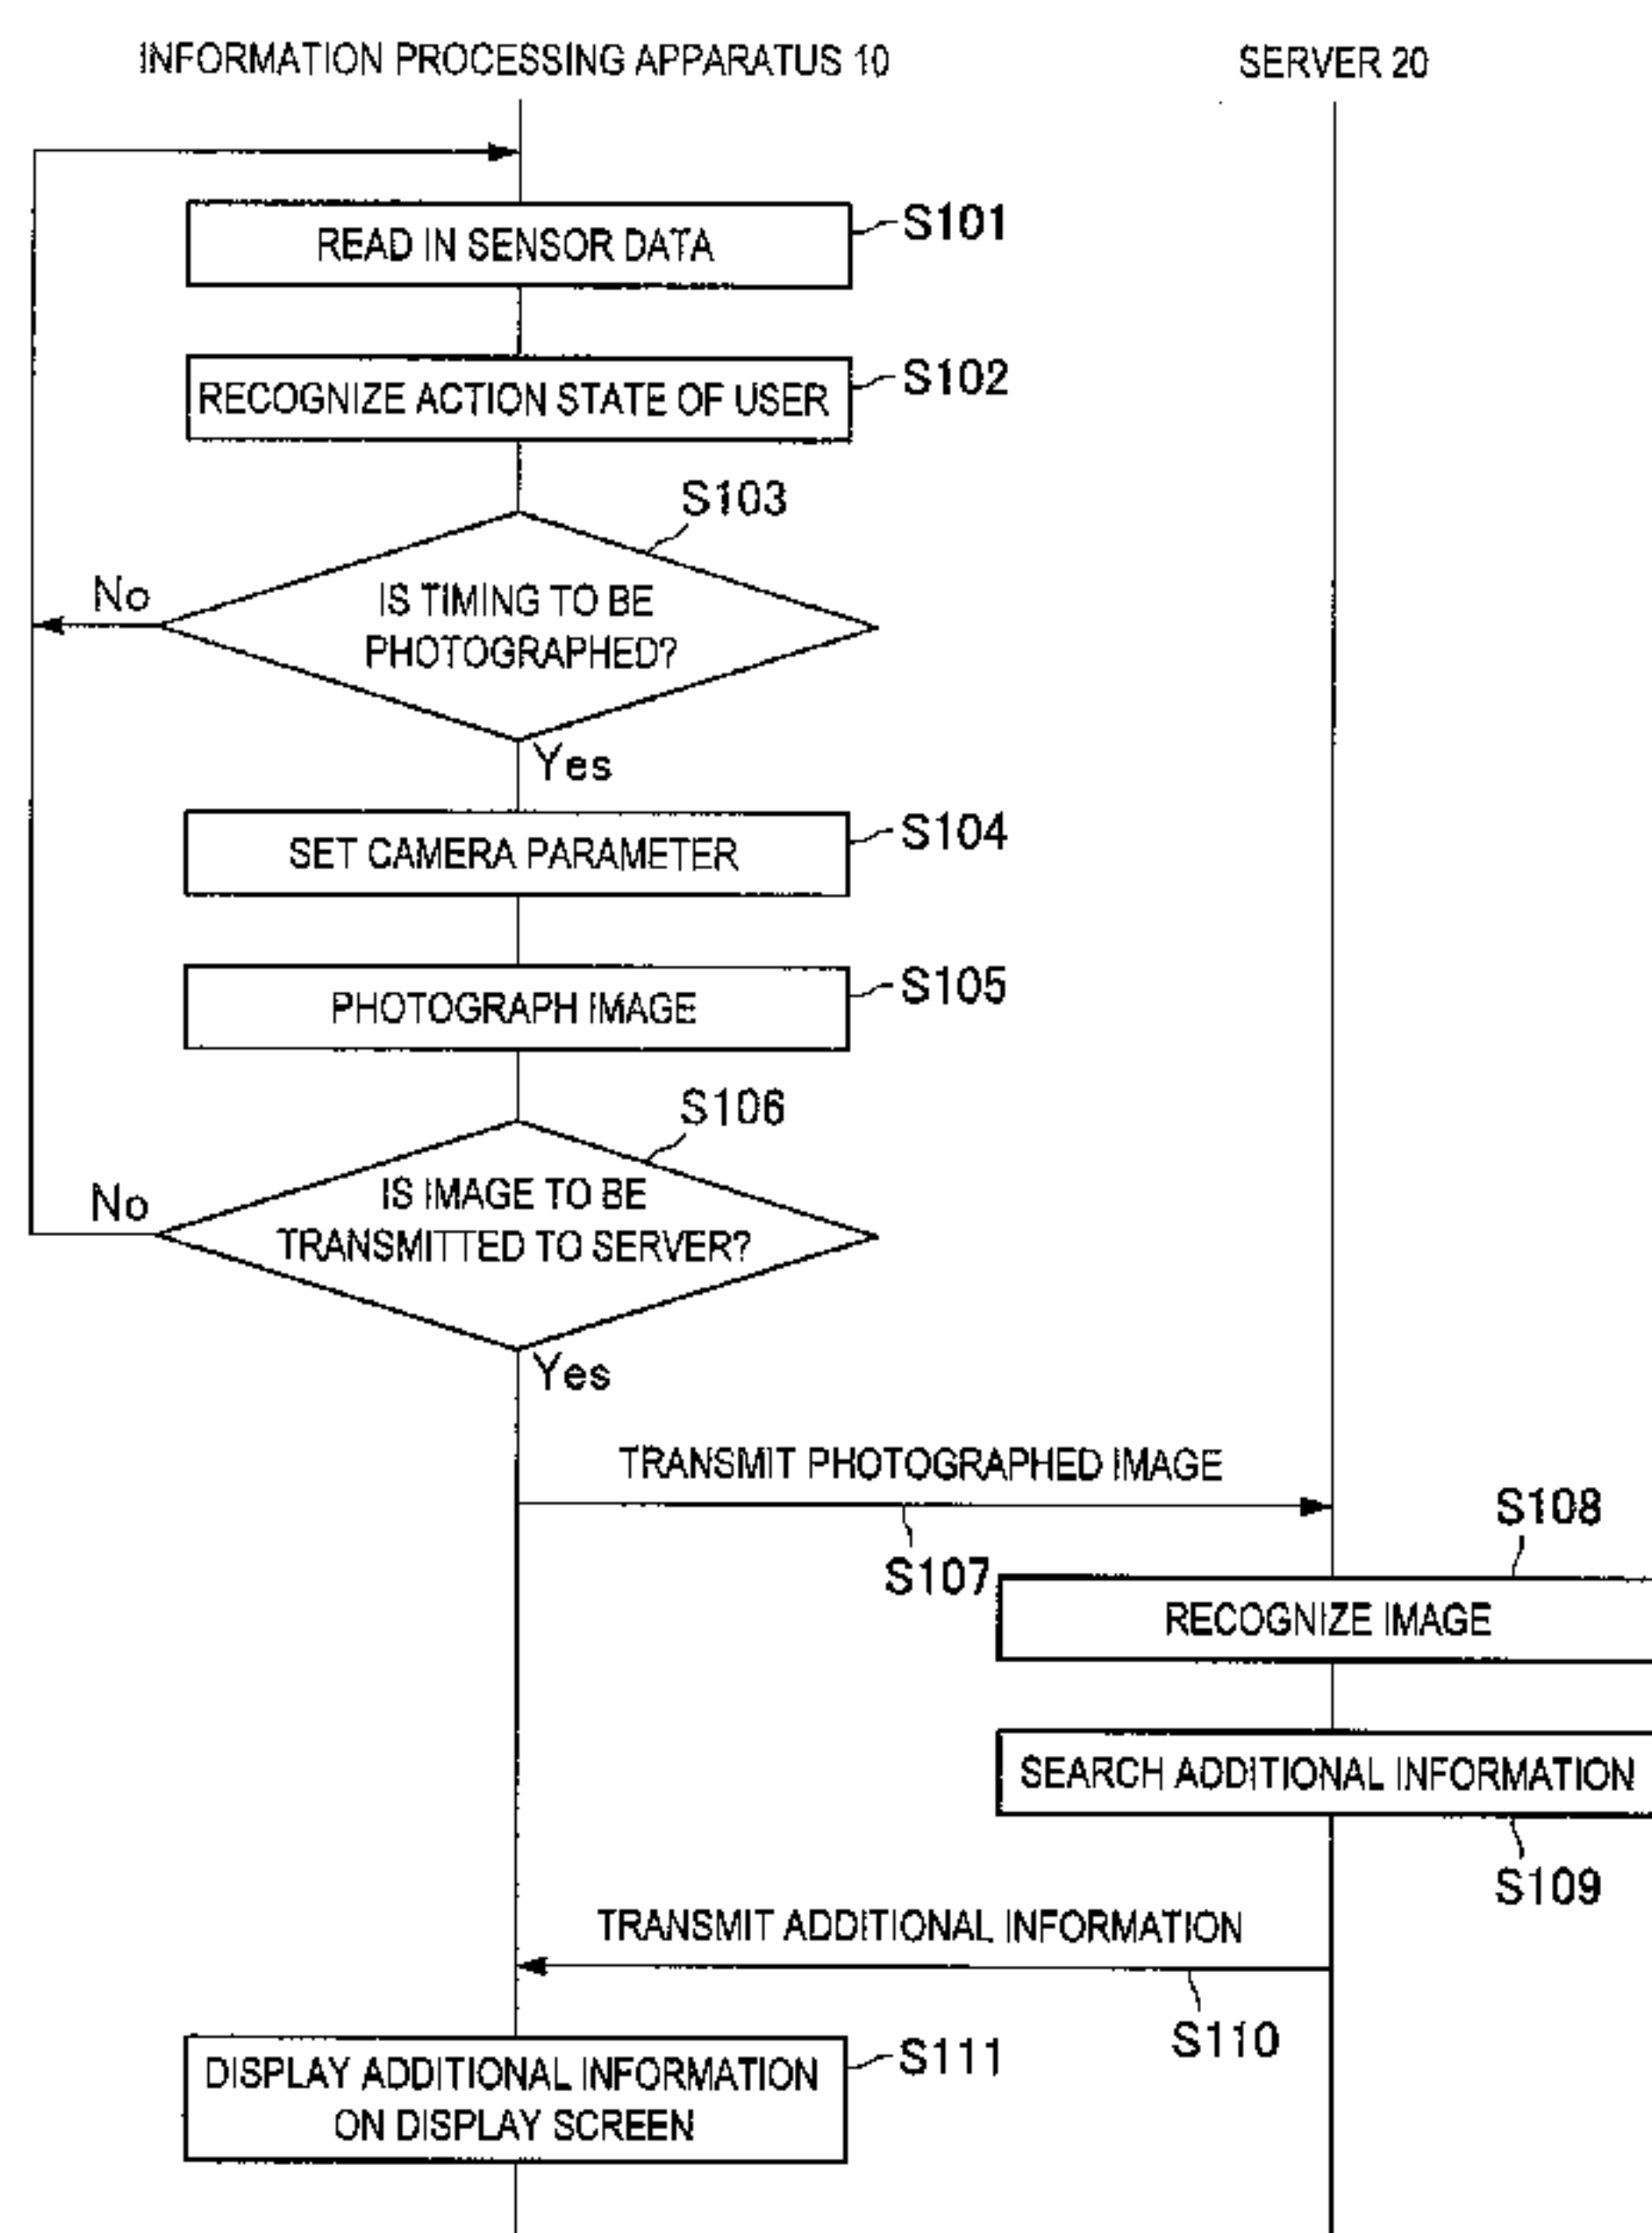 INFORMATION PROCESSING APPARATUS 10
SERVER 20
READ IN SENSOR DATA
S101
RECOGNIZE ACTION STATE OF USER
S102
S103
No
IS TIMING TO BE
PHOTOGRAPHED?
Yes
SET CAMERA PARAMETER
S104
PHOTOGRAPH IMAGE
S105
S106
No
IS IMAGE TO BE
TRANSMITTED TO SERVER?
Yes
TRANSMIT PHOTOGRAPHED IMAGE
S107
S108
RECOGNIZE IMAGE
SEARCH ADDITIONAL INFORMATION
S109
TRANSMIT ADDITIONAL INFORMATION
S110
DISPLAY ADDITIONAL INFORMATION
ON DISPLAY SCREEN
S111